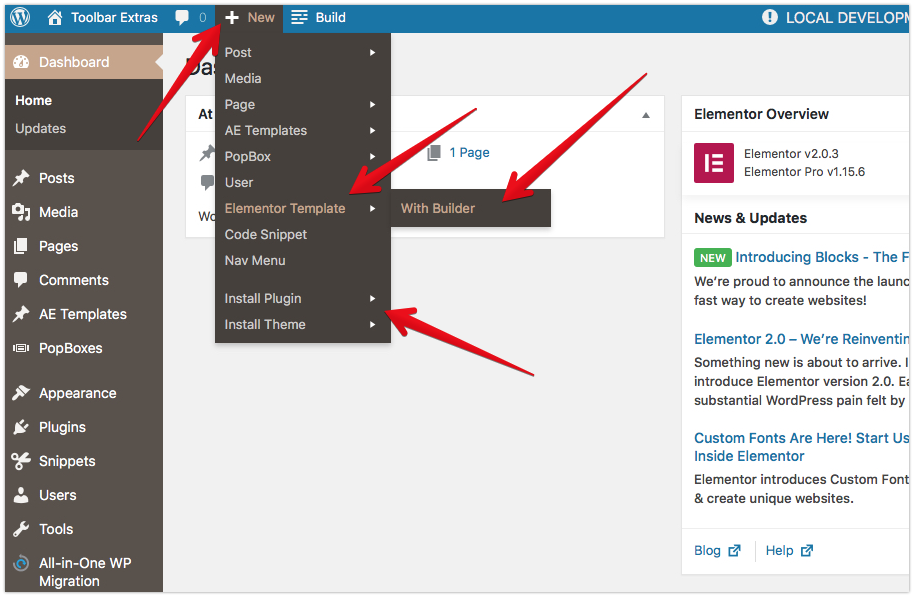 Toolbar Extras 0 New Build LOCAL DEVELOPM
Dashboard
Home
Updates
Posts
Media
Pages
Comments
AE Templates
PopBoxes
Appearance
Plugins
Snippets
Users
Tools
All-in-One WP
Migration
Das
At
1 Page
Wo
Post
Media
Page
AE Templates
PopBox
User
Elementor Template
With Builder
Code Snippet
Nav Menu
Install Plugin
Install Theme
Elementor Overview
Elementor v2.0.3
Elementor Pro v1.15.6
News & Updates
NEW Introducing Blocks - The F
We're proud to announce the launc
fast way to create websites!
Elementor 2.0 – We're Reinventin
Something new is about to arrive. I
introduce Elementor version 2.0. Ea
substantial WordPress pain felt by
Custom Fonts Are Here! Start Us
Inside Elementor
Elementor introduces Custom Font
& create unique websites.
Blog Help